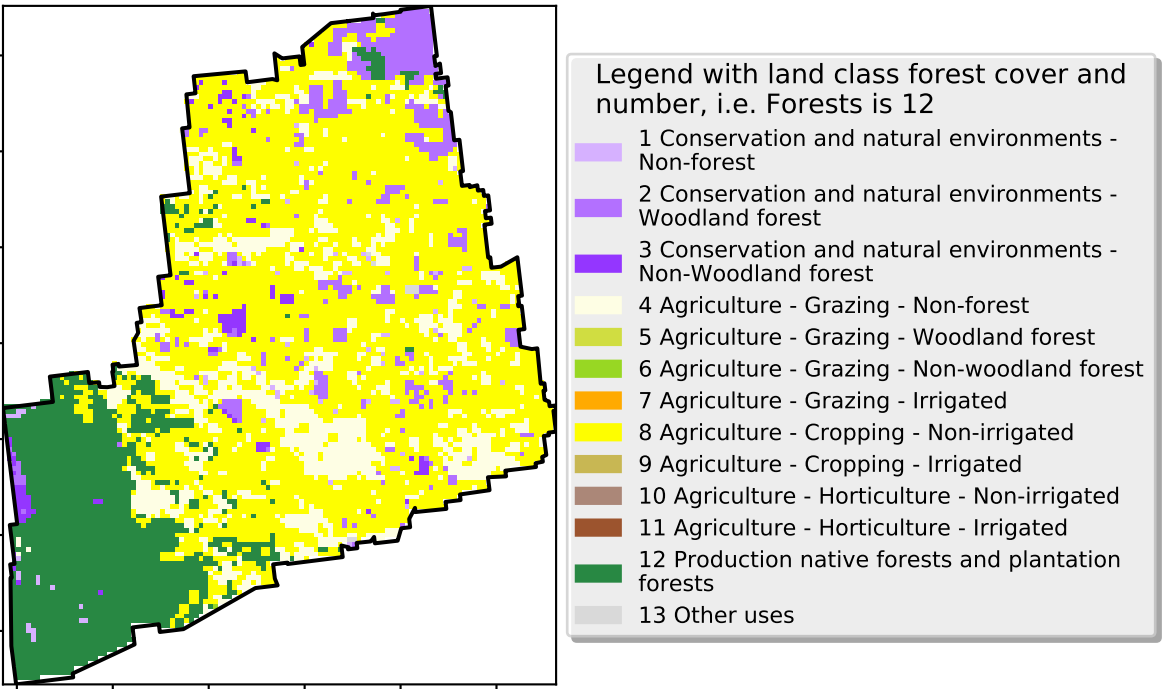 Legend with land class forest cover and
number, i.e. Forests is 12
1 Conservation and natural environments -
Non-forest
2 Conservation and natural environments -
Woodland forest
3 Conservation and natural environments -
Non-Woodland forest
4 Agriculture - Grazing - Non-forest
5 Agriculture - Grazing - Woodland forest
6 Agriculture - Grazing - Non-woodland forest
7 Agriculture - Grazing - Irrigated
8 Agriculture - Cropping - Non-irrigated
9 Agriculture - Cropping - Irrigated
10 Agriculture - Horticulture - Non-irrigated
11 Agriculture - Horticulture - Irrigated
12 Production native forests and plantation
forests
13 Other uses